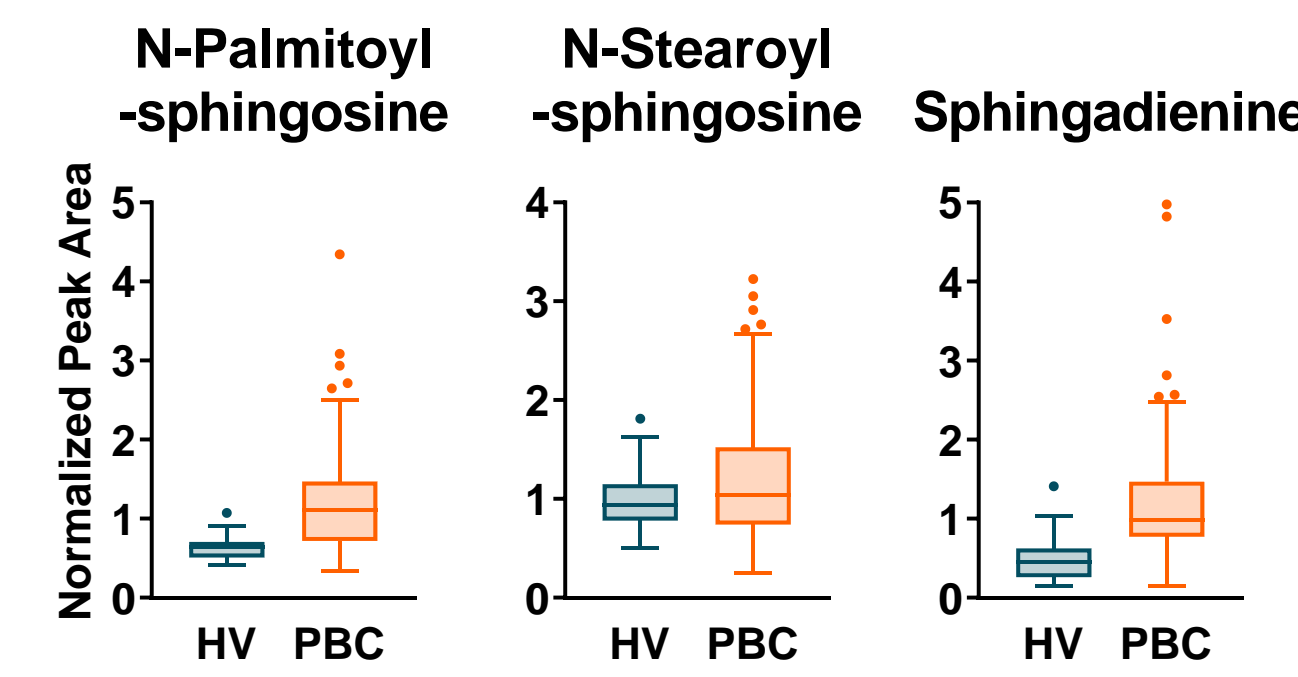 N-Palmitoyl
-sphingosine
N-Stearoyl
-sphingosine
Sphingadienine
Normalized Peak Area
5
4
3
2
1
0
HV PBC
4
3
2
1
0
HV PBC
5
4
3
2
1
0
HV PBC